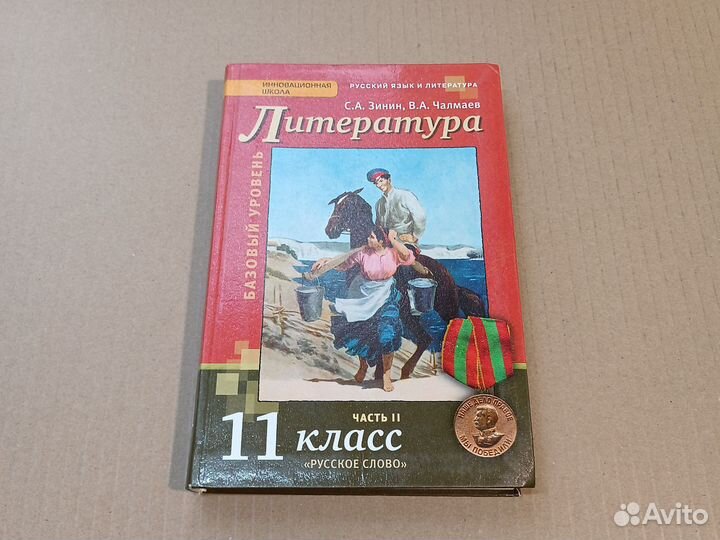 ИННОВАЦИОННАЯ
ШКОЛА
РУССКИЙ ЯЗЫК И ЛИТЕРАТУРА
С.А. Зинин, В.А. Чалмаев
Литература
БАЗОВЫЙ УРОВЕНЬ
ЧАСТЬ II
11 класс
«РУССКОЕ СЛОВО»
НАШЕ ДЕЛО ПРАВОЕ
МЫ ПОБЕДИЛИ
Avito